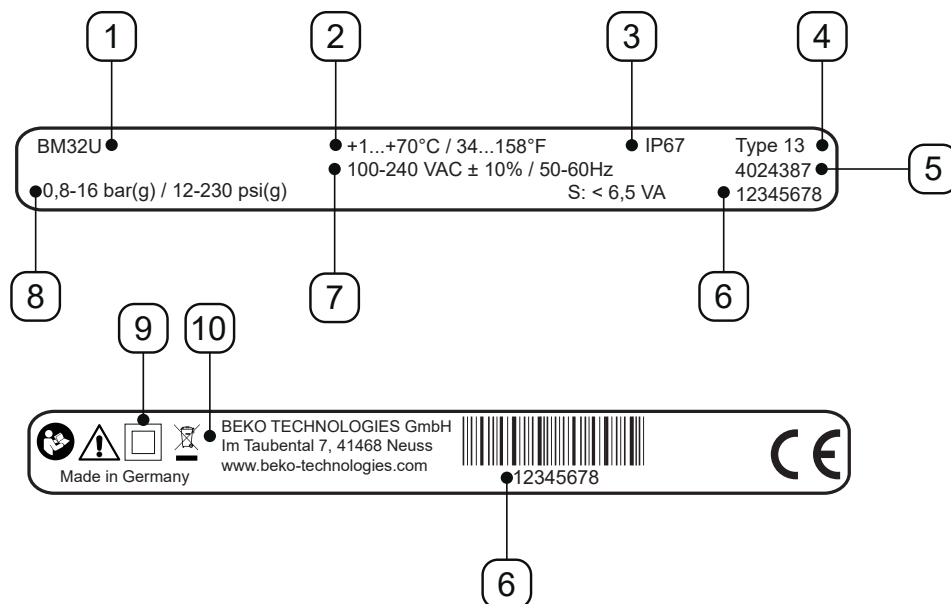 1 2 3 4
BM32U +1...+70°C / 34...158°F IP67 Type 13
100-240 VAC ± 10% / 50-60Hz 4024387 5
0,8-16 bar(g) / 12-230 psi(g) S: < 6,5 VA 12345678
8 7 6
9 10
BEKO TECHNOLOGIES GmbH
Im Taubental 7, 41468 Neuss
www.beko-technologies.com
Made in Germany
12345678
CE
6